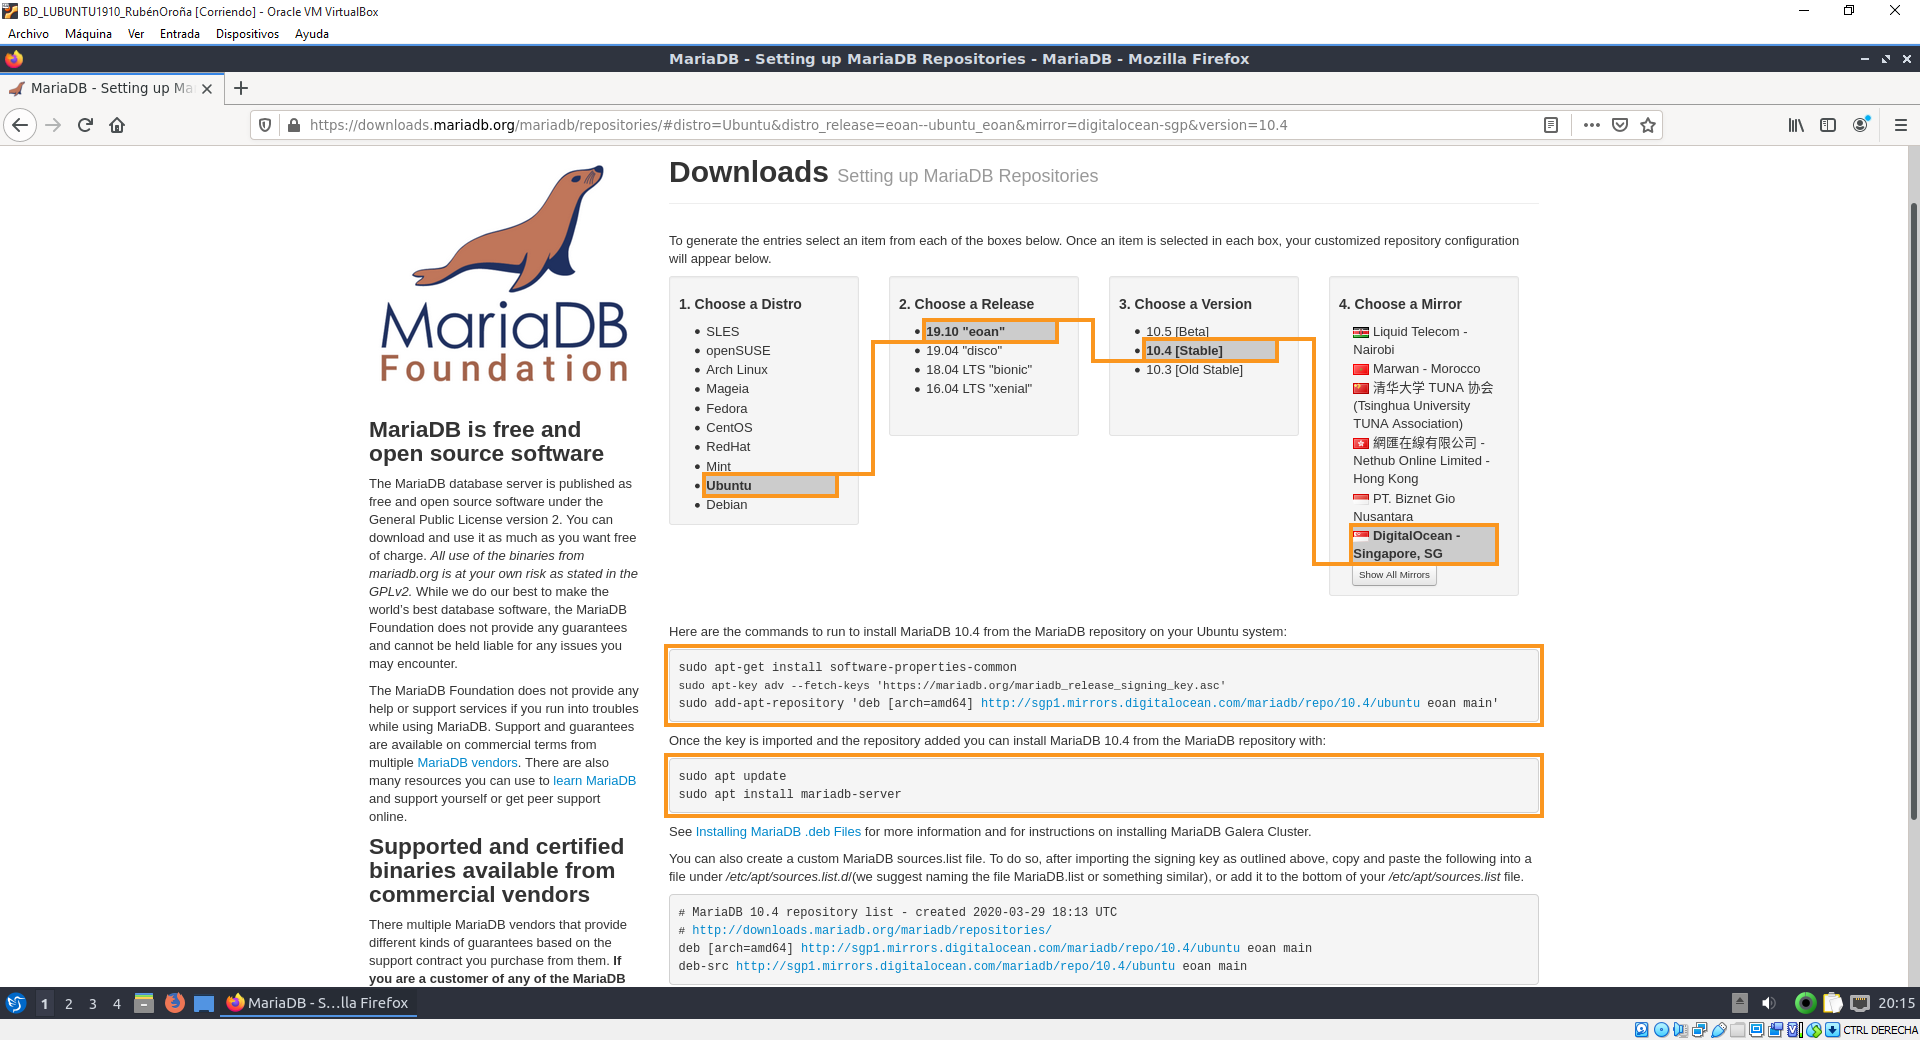 BD_LUBUNTU1910_RubénOroña [Corriendo] - Oracle VM VirtualBox
Archivo Máquina Ver Entrada Dispositivos Ayuda
MariaDB - Setting up MariaDB Repositories - MariaDB - Mozilla Firefox
MariaDB - Setting up Ma
https://downloads.mariadb.org/mariadb/repositories/#distro=Ubuntu&distro_release=eoan--ubuntu_eoan&mirror=digitalocean-sgp&version=10.4
MariaDB
Foundation
MariaDB is free and
open source software
The MariaDB database server is published as
free and open source software under the
General Public License version 2. You can
download and use it as much as you want free
of charge. All use of the binaries from
mariadb.org is at your own risk as stated in the
GPLv2. While we do our best to make the
world's best database software, the MariaDB
Foundation does not provide any guarantees
and cannot be held liable for any issues you
may encounter.
The MariaDB Foundation does not provide any
help or support services if you run into troubles
while using MariaDB. Support and guarantees
are available on commercial terms from
multiple MariaDB vendors. There are also
many resources you can use to learn MariaDB
and support yourself or get peer support
online.
Supported and certified
binaries available from
commercial vendors
There multiple MariaDB vendors that provide
different kinds of guarantees based on the
support contract you purchase from them. If
you are a customer of any of the MariaDB
Downloads Setting up MariaDB Repositories
To generate the entries select an item from each of the boxes below. Once an item is selected in each box, your customized repository configuration
will appear below.
1. Choose a Distro
SLES
openSUSE
Arch Linux
Mageia
Fedora
CentOS
RedHat
Mint
Ubuntu
Debian
2. Choose a Release
19.10 "eoan"
19.04 "disco"
18.04 LTS "bionic"
16.04 LTS "xenial"
3. Choose a Version
10.5 [Beta]
10.4 [Stable]
10.3 [Old Stable]
4. Choose a Mirror
Liquid Telecom -
Nairobi
Marwan - Morocco
清华大学 TUNA 协会
(Tsinghua University
TUNA Association)
網匯在線有限公司 -
Nethub Online Limited -
Hong Kong
PT. Biznet Gio
Nusantara
DigitalOcean -
Singapore, SG
Show All Mirrors
Here are the commands to run to install MariaDB 10.4 from the MariaDB repository on your Ubuntu system:
sudo apt-get install software-properties-common
sudo apt-key adv --fetch-keys 'https://mariadb.org/mariadb_release_signing_key.asc'
sudo add-apt-repository 'deb [arch=amd64] http://sgp1.mirrors.digitalocean.com/mariadb/repo/10.4/ubuntu eoan main'
Once the key is imported and the repository added you can install MariaDB 10.4 from the MariaDB repository with:
sudo apt update
sudo apt install mariadb-server
See Installing MariaDB .deb Files for more information and for instructions on installing MariaDB Galera Cluster.
You can also create a custom MariaDB sources.list file. To do so, after importing the signing key as outlined above, copy and paste the following into a
file under /etc/apt/sources.list.d/(we suggest naming the file MariaDB.list or something similar), or add it to the bottom of your /etc/apt/sources.list file.
# MariaDB 10.4 repository list - created 2020-03-29 18:13 UTC
# http://downloads.mariadb.org/mariadb/repositories/
deb [arch=amd64] http://sgp1.mirrors.digitalocean.com/mariadb/repo/10.4/ubuntu eoan main
deb-src http://sgp1.mirrors.digitalocean.com/mariadb/repo/10.4/ubuntu eoan main
1 2 3 4 MariaDB - S...lla Firefox 20:15
CTRL DERECHA